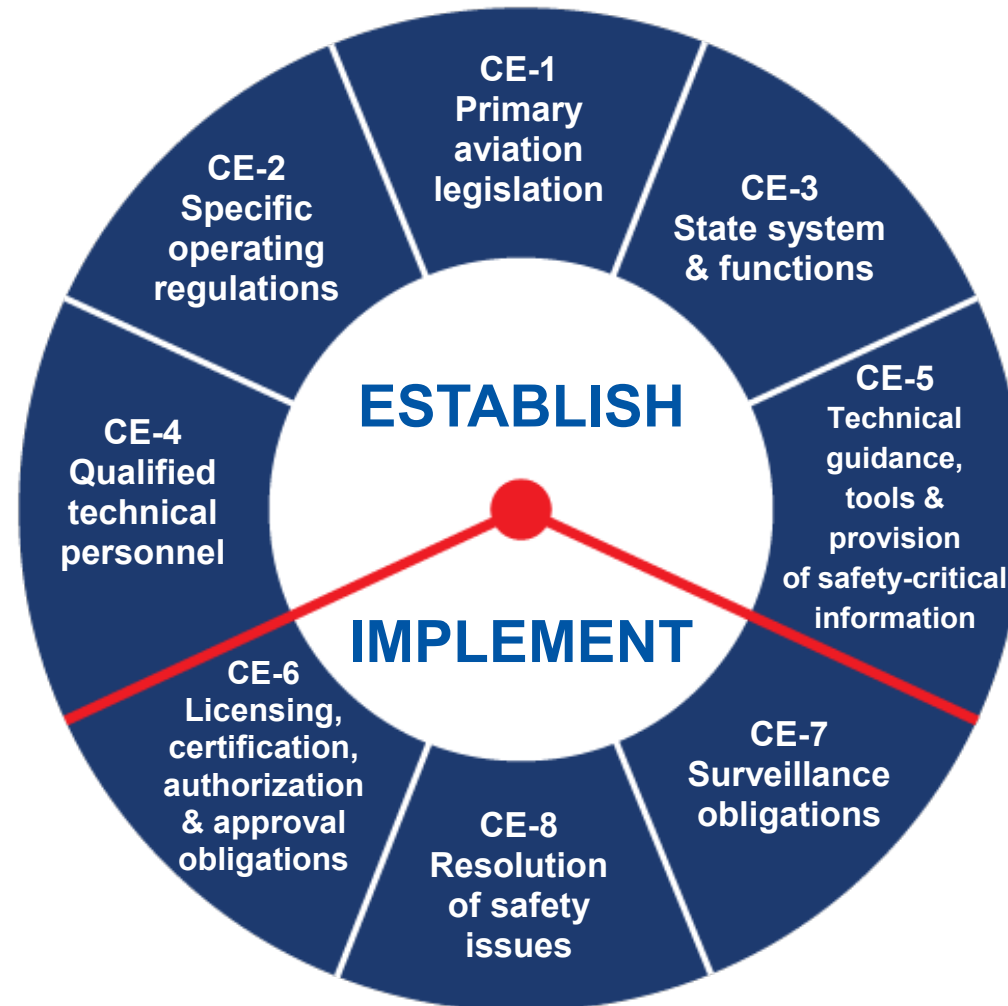 CE-1
Primary
aviation
legislation
CE-2
Specific
operating
regulations
CE-3
State system
& functions
CE-4
Qualified
technical
personnel
ESTABLISH
CE-5
Technical
guidance,
tools &
provision
of safety-critical
information
IMPLEMENT
CE-6
Licensing,
certification,
authorization
& approval
obligations
CE-7
Surveillance
obligations
CE-8
Resolution
of safety
issues